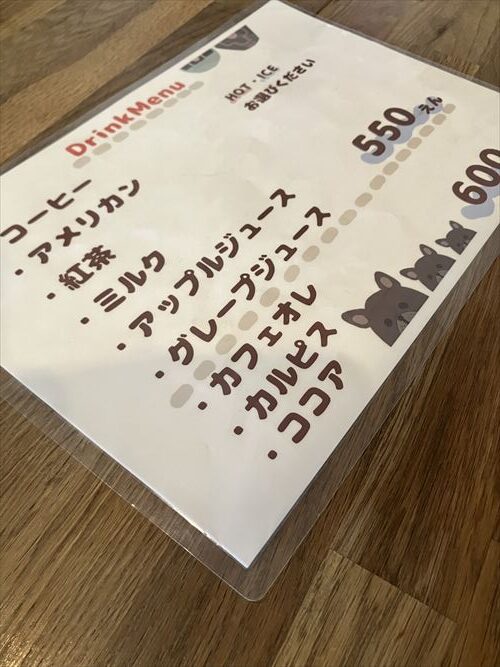 DrinkMenu
HOT・ICE
お選びください
550えん
コーヒー
・アメリカン
・紅茶
・ミルク
・アップルジュース
・グレープジュース
600
・カフェオレ
・カルピス
・ココア